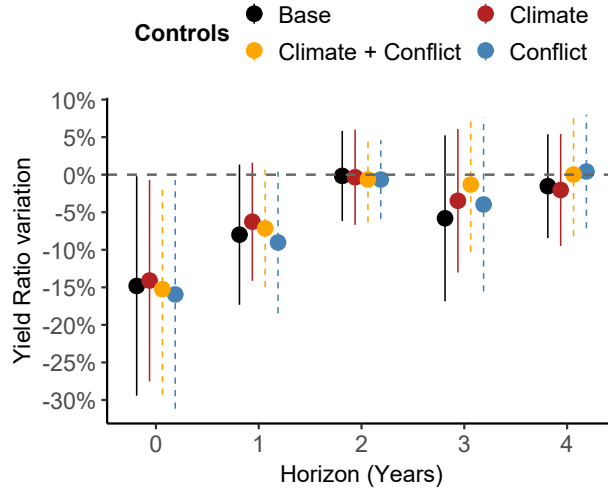 Controls
Base
Climate
Climate + Conflict
Conflict
Yield Ratio variation
10%
5%
0%
-5%
-10%
-15%
-20%
-25%
-30%
0 1 2 3 4
Horizon (Years)